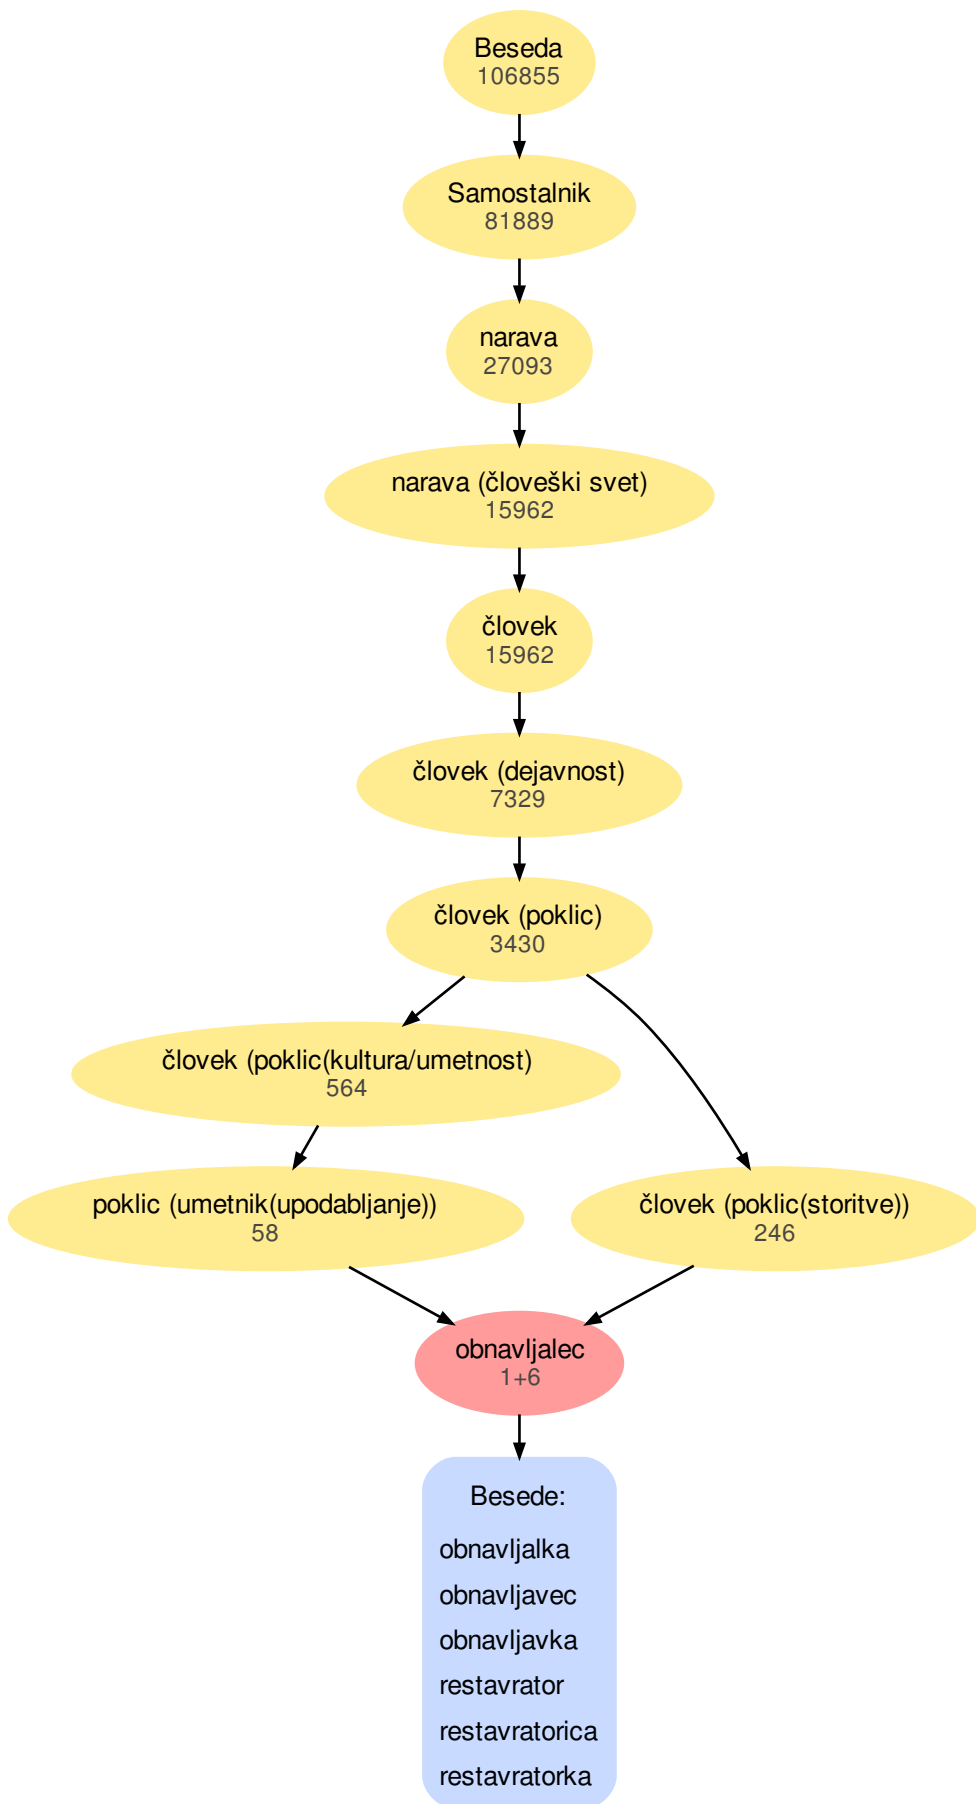 Beseda
106855
Samostalnik
81889
narava
27093
narava (človeški svet)
15962
človek
15962
človek (dejavnost)
7329
človek (poklic)
3430
človek (poklic(kultura/umetnost)
564
poklic (umetnik(upodabljanje))
58
človek (poklic(storitve))
246
obnavljalec
1+6
Besede:
obnavljalka
obnavljavec
obnavljavka
restavrator
restavratorica
restavratorka